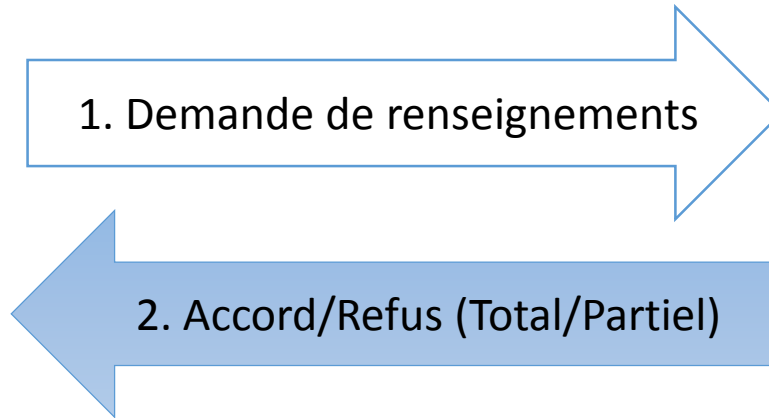 1. Demande de renseignements
2. Accord/Refus (Total/Partiel)